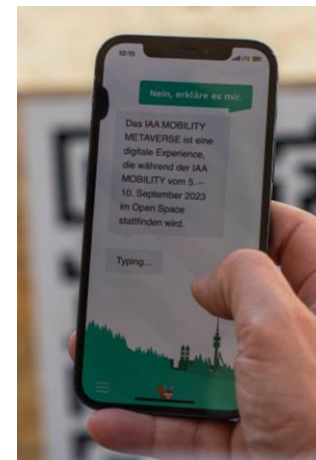 10:15
LTE
Nein, erkläre es mir.
Das IAA MOBILITY
METAVERSE ist eine
digitale Experience,
die während der IAA
MOBILITY vom 5. –
10. September 2023
im Open Space
stattfinden wird.
Typing...